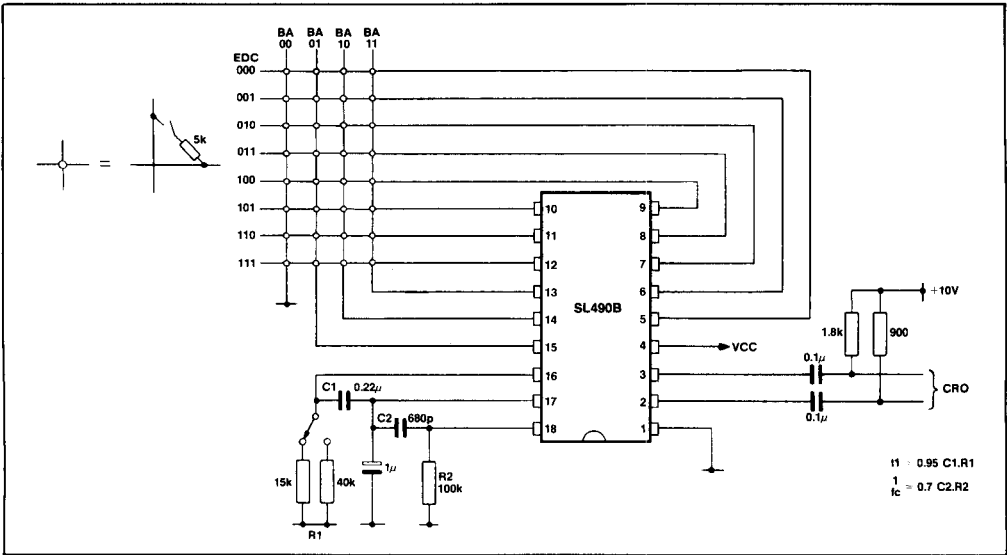 BA BA BA BA
00 01 10 11
EDC
000
001
010
011
100
101
110
111
=
5k
10
11
12
13
14
15
16
17
18
SL490B
9
8
7
6
5
4
3
2
1
VCC
+10V
1.8k
900
0.1µ
0.1µ
CRO
C1 0.22µ
C2 680p
1µ
15k
40k
R1
R2
100k
t1 = 0.95 C1.R1
1
fc = 0.7 C2.R2